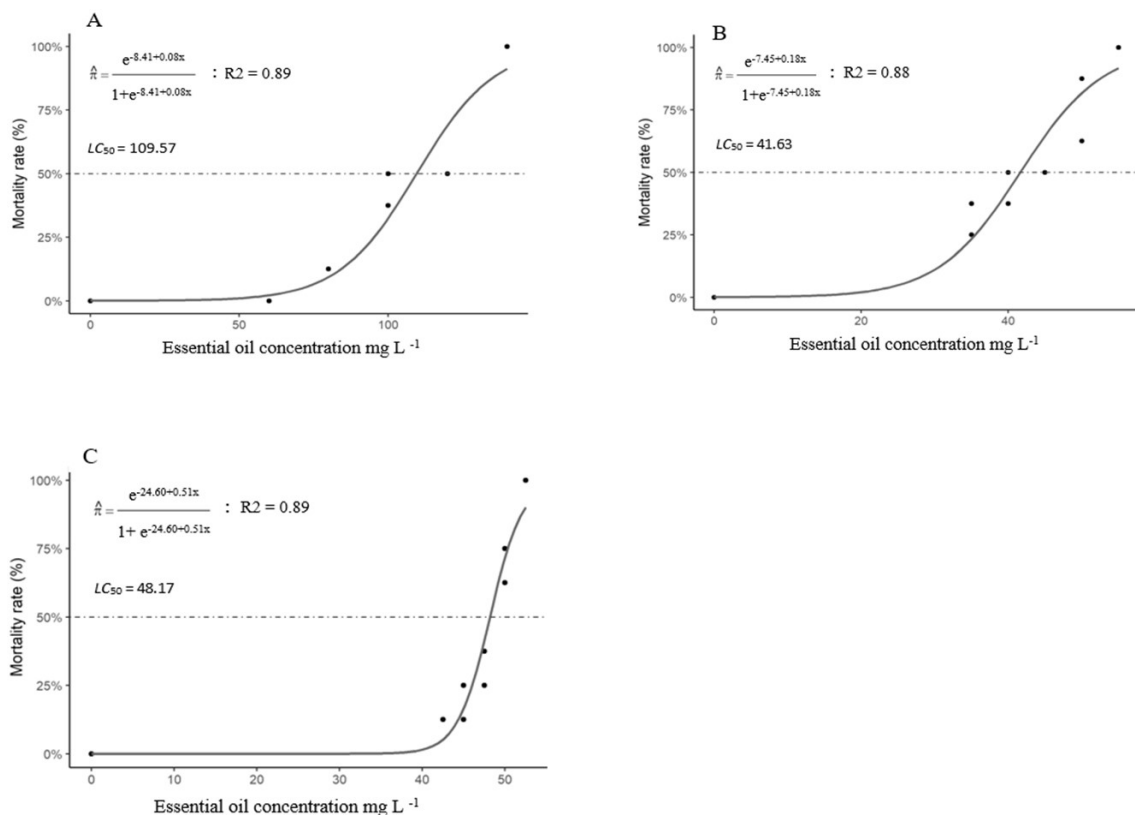 A
π̂ = e^-8.41+0.08x / 1+e^-8.41+0.08x : R2 = 0.89
LC50 = 109.57
Mortality rate (%)
100%
75%
50%
25%
0%
0 50 100
Essential oil concentration mg L -1
B
π̂ = e^-7.45+0.18x / 1+e^-7.45+0.18x : R2 = 0.88
LC50 = 41.63
Mortality rate (%)
100%
75%
50%
25%
0%
0 20 40
Essential oil concentration mg L -1
C
π̂ = e^-24.60+0.51x / 1+ e^-24.60+0.51x : R2 = 0.89
LC50 = 48.17
Mortality rate (%)
100%
75%
50%
25%
0%
0 10 20 30 40 50
Essential oil concentration mg L -1